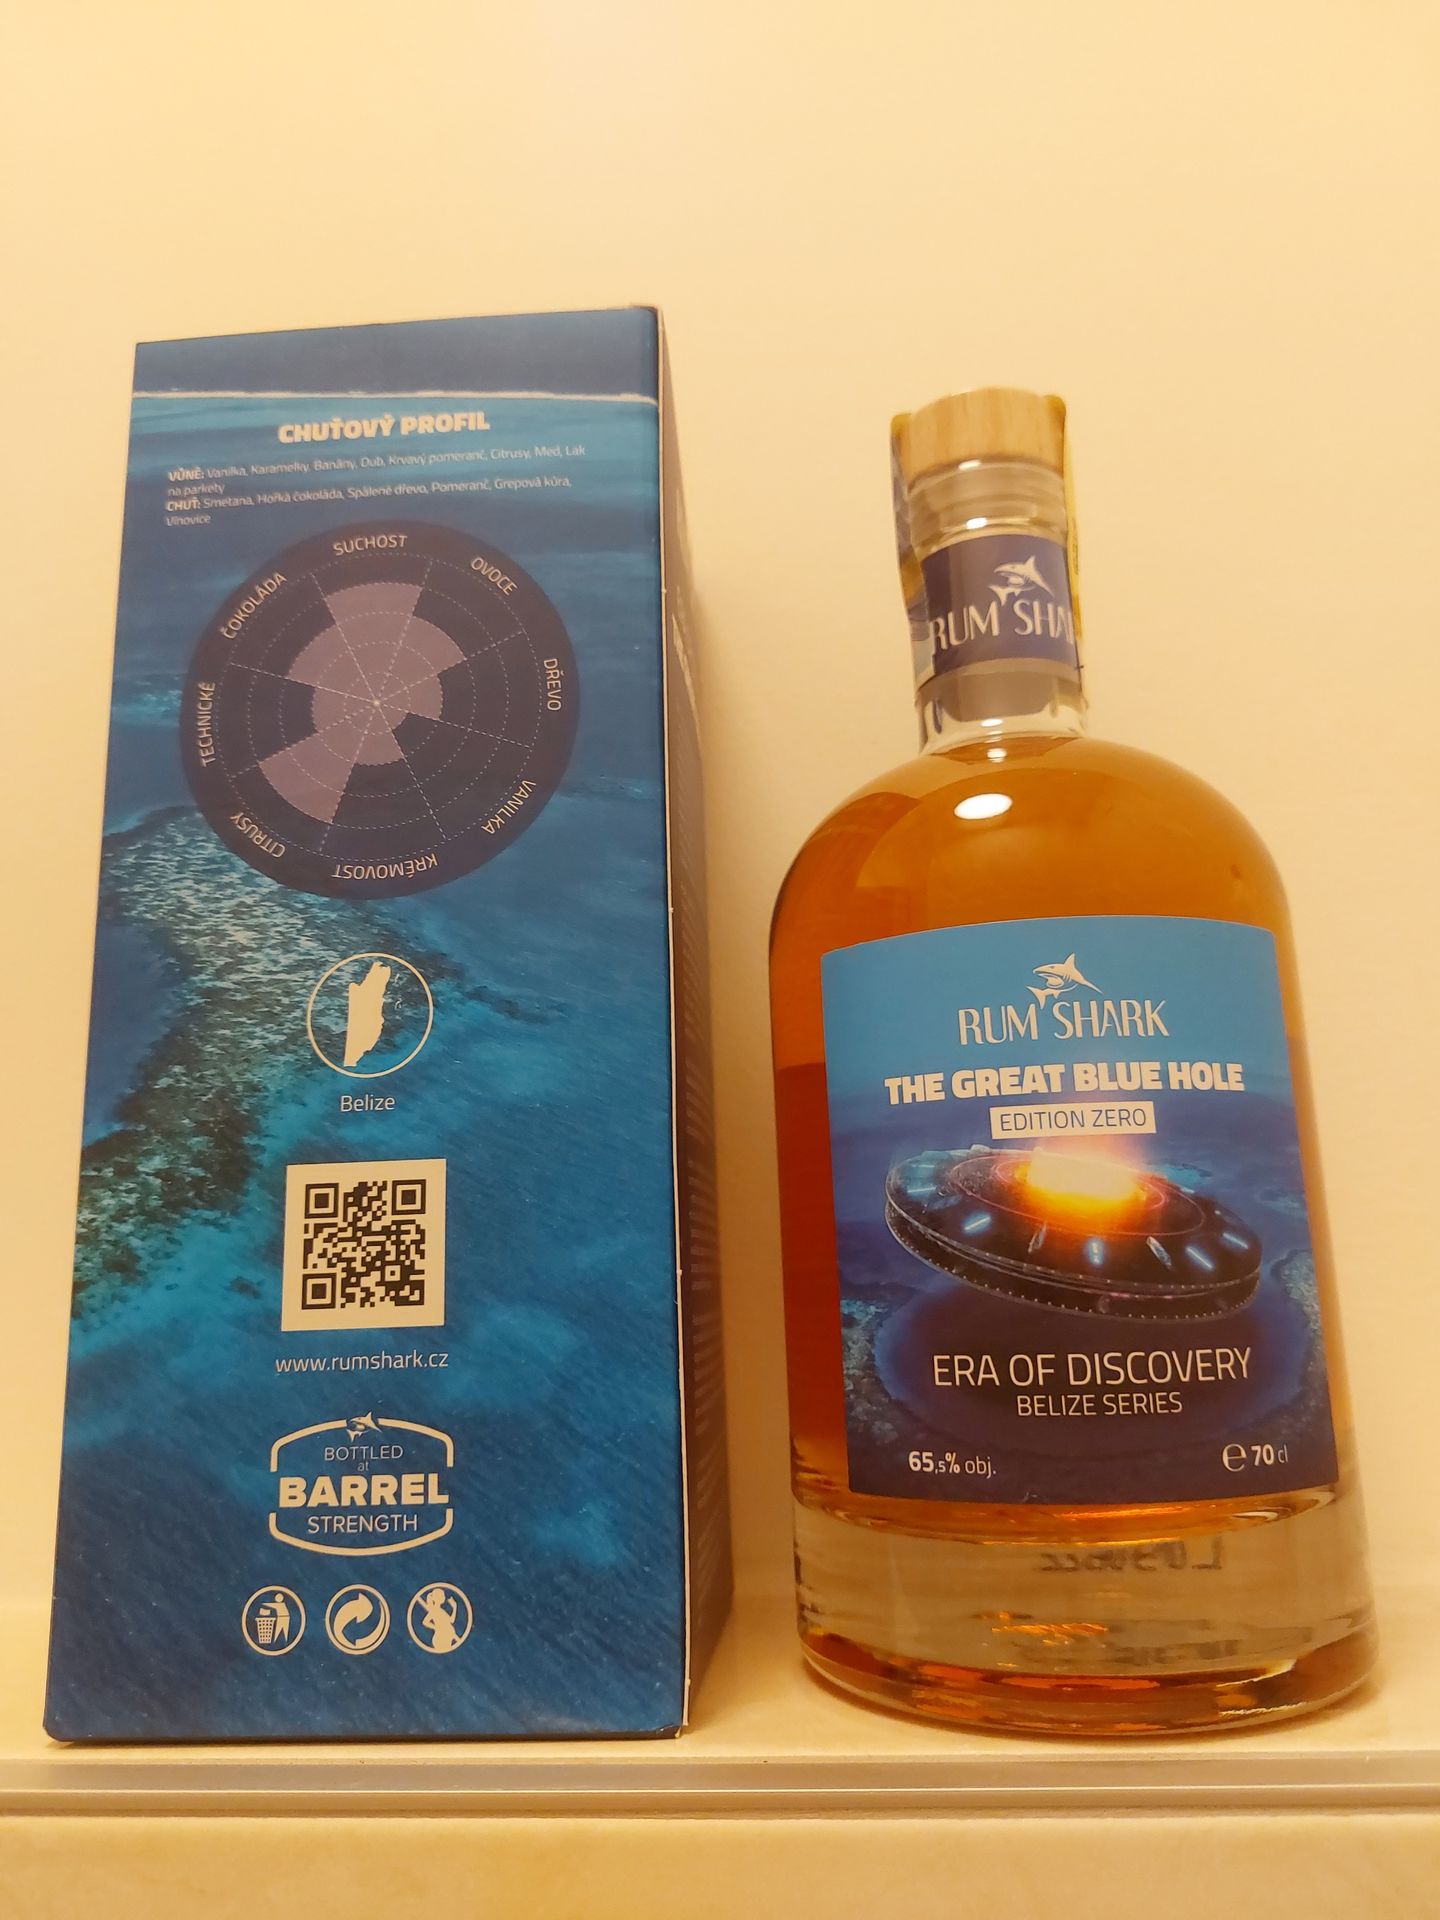 CHUŤOVÝ PROFIL
VŮNĚ: Vanilka, Karamelky, Banány, Dub, Krvavý pomeranč, Citrusy, Med, Lak
na parkety
CHUŤ: Smetana, Hořká čokoláda, Spálené dřevo, Pomeranč, Grepová kůra,
Vínovice
SUCHOST
OVOCE
DŘEVO
VANILKA
KRÉMOVOST
CITRUSY
TECHNICKÉ
ČOKOLÁDA
Belize
www.rumshark.cz
BOTTLED
at
BARREL
STRENGTH
RUM SHA
RUM SHARK
THE GREAT BLUE HOLE
EDITION ZERO
ERA OF DISCOVERY
BELIZE SERIES
65,5% obj.
e 70 cl